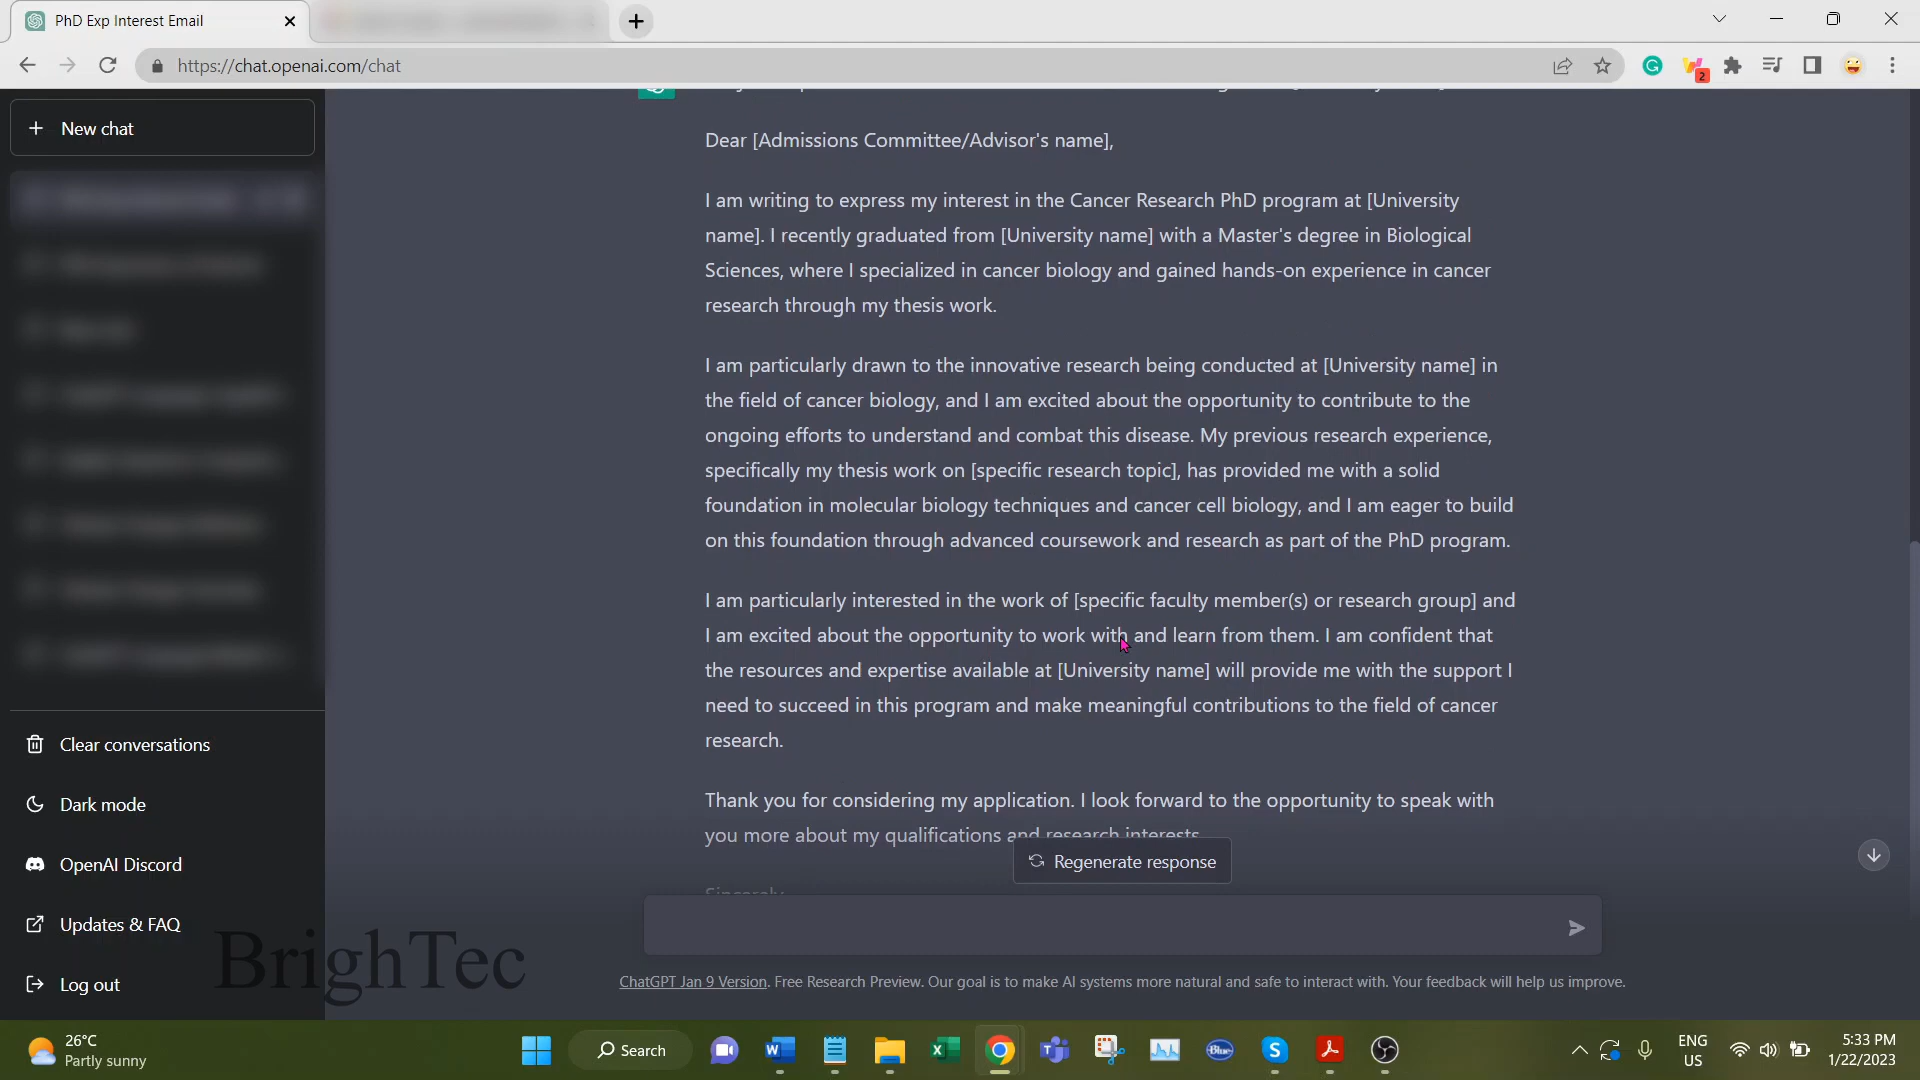 PhD Exp Interest Email
https://chat.openai.com/chat
2
New chat
Dear [Admissions Committee/Advisor's name],
I am writing to express my interest in the Cancer Research PhD program at [University
name]. I recently graduated from [University name] with a Master's degree in Biological
Sciences, where I specialized in cancer biology and gained hands-on experience in cancer
research through my thesis work.
I am particularly drawn to the innovative research being conducted at [University name] in
the field of cancer biology, and I am excited about the opportunity to contribute to the
ongoing efforts to understand and combat this disease. My previous research experience,
specifically my thesis work on [specific research topic], has provided me with a solid
foundation in molecular biology techniques and cancer cell biology, and I am eager to build
on this foundation through advanced coursework and research as part of the PhD program.
I am particularly interested in the work of [specific faculty member(s) or research group] and
I am excited about the opportunity to work with and learn from them. I am confident that
the resources and expertise available at [University name] will provide me with the support I
need to succeed in this program and make meaningful contributions to the field of cancer
research.
Thank you for considering my application. I look forward to the opportunity to speak with
you more about my qualifications and research interests.
Sincerely
Regenerate response
Clear conversations
Dark mode
OpenAI Discord
Updates & FAQ
Log out
BrighTec
ChatGPT Jan 9 Version. Free Research Preview. Our goal is to make AI systems more natural and safe to interact with. Your feedback will help us improve.
26°C
Partly sunny
Search
Blue
ENG
US
5:33 PM
1/22/2023